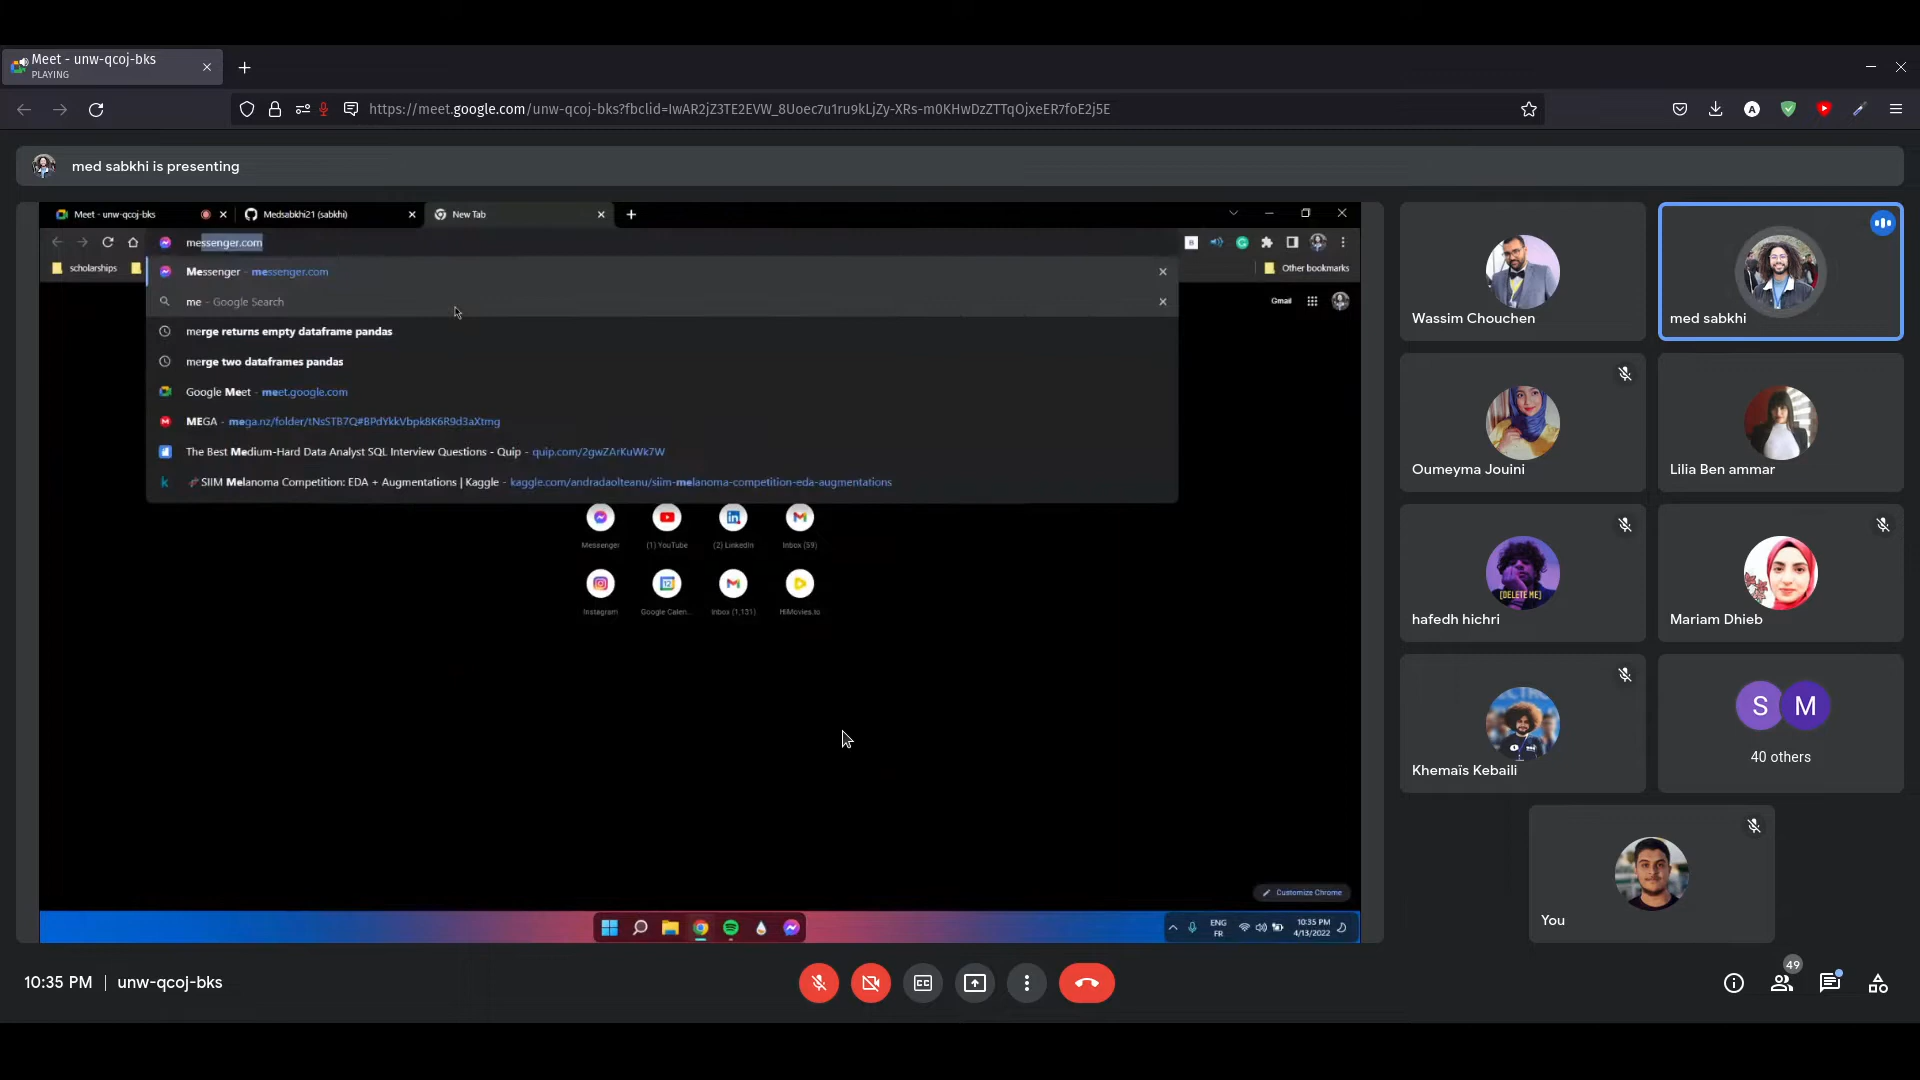 Meet - unw-qcoj-bks
PLAYING
https://meet.google.com/unw-qcoj-bks?fbclid=IwAR2jZ3TE2EVW_8Uoec7u1ru9kLjZy-XRs-m0KHwDzZTTqOjxeER7foE2j5E
A
med sabkhi is presenting
Meet - unw-qcoj-bks
Medsabkhi21 (sabkhi)
New Tab
messenger.com
scholarships
Other bookmarks
Messenger - messenger.com
me - Google Search
Gmail
merge returns empty dataframe pandas
merge two dataframes pandas
Google Meet - meet.google.com
MEGA - mega.nz/folder/tNsSTB7Q#BPdYkkVbpk8K6R9d3aXtmg
The Best Medium-Hard Data Analyst SQL Interview Questions - Quip - quip.com/2gwZArKuWk7W
SIIM Melanoma Competition: EDA + Augmentations | Kaggle - kaggle.com/andradaolteanu/siim-melanoma-competition-eda-augmentations
Messenger
(1) YouTube
(2) LinkedIn
Inbox (59)
Instagram
Google Calen...
Inbox (1,131)
HiMovies.to
Customize Chrome
ENG
FR
10:35 PM
4/13/2022
Wassim Chouchen
med sabkhi
Oumeyma Jouini
Lilia Ben ammar
[DELETE ME]
hafedh hichri
Mariam Dhieb
Khemaïs Kebaili
S M
40 others
You
10:35 PM | unw-qcoj-bks
49